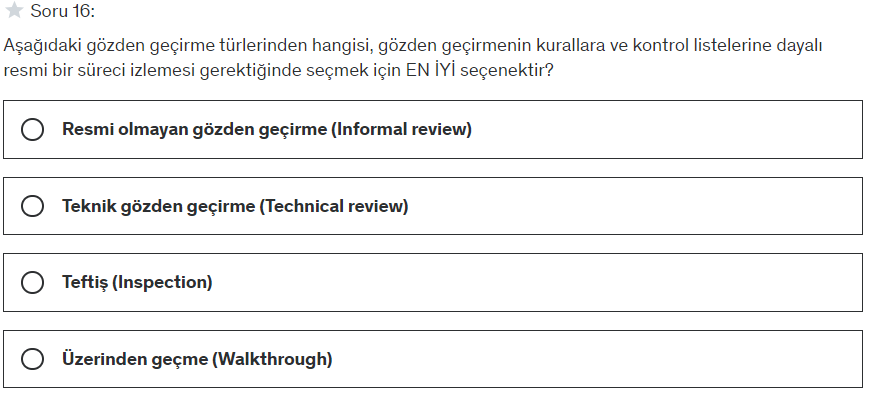 Soru 16:
Aşağıdaki gözden geçirme türlerinden hangisi, gözden geçirmenin kurallara ve kontrol listelerine dayalı
resmi bir süreci izlemesi gerektiğinde seçmek için EN İYİ seçenektir?
Resmi olmayan gözden geçirme (Informal review)
Teknik gözden geçirme (Technical review)
Teftiş (Inspection)
Üzerinden geçme (Walkthrough)